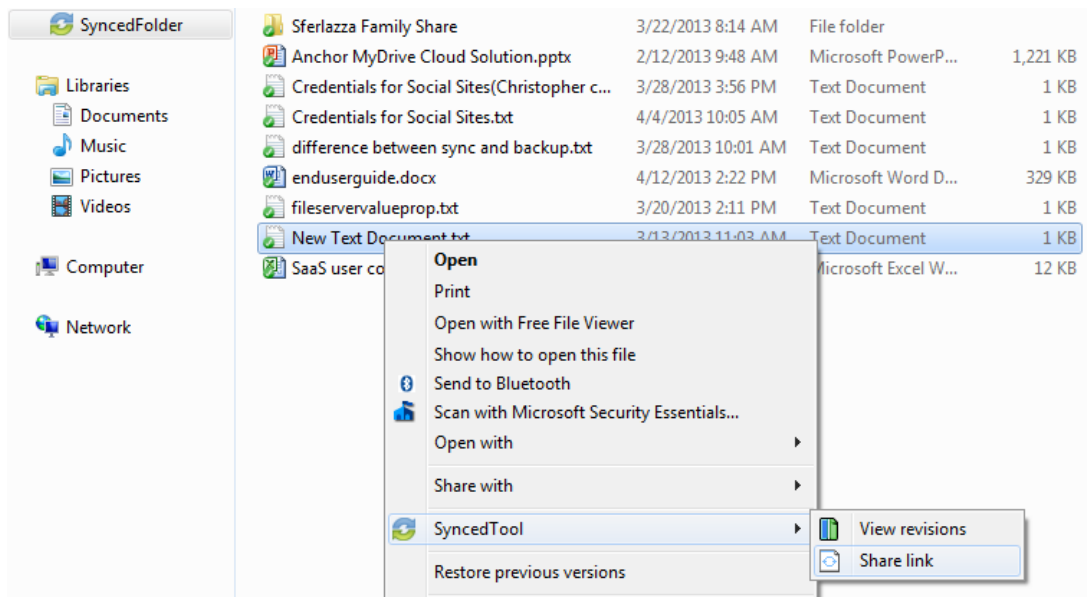 SyncedFolder
Libraries
Documents
Music
Pictures
Videos
Computer
Network
Sferlazza Family Share 3/22/2013 8:14 AM File folder
Anchor MyDrive Cloud Solution.pptx 2/12/2013 9:48 AM Microsoft PowerP... 1,221 KB
Credentials for Social Sites(Christopher c... 3/28/2013 3:56 PM Text Document 1 KB
Credentials for Social Sites.txt 4/4/2013 10:05 AM Text Document 1 KB
difference between sync and backup.txt 3/28/2013 10:01 AM Text Document 1 KB
enduserguide.docx 4/12/2013 2:22 PM Microsoft Word D... 329 KB
fileservervalueprop.txt 3/20/2013 2:11 PM Text Document 1 KB
New Text Document.txt 3/13/2013 11:03 AM Text Document 1 KB
SaaS user co Microsoft Excel W... 12 KB
Open
Print
Open with Free File Viewer
Show how to open this file
Send to Bluetooth
Scan with Microsoft Security Essentials...
Open with
Share with
SyncedTool
Restore previous versions
View revisions
Share link